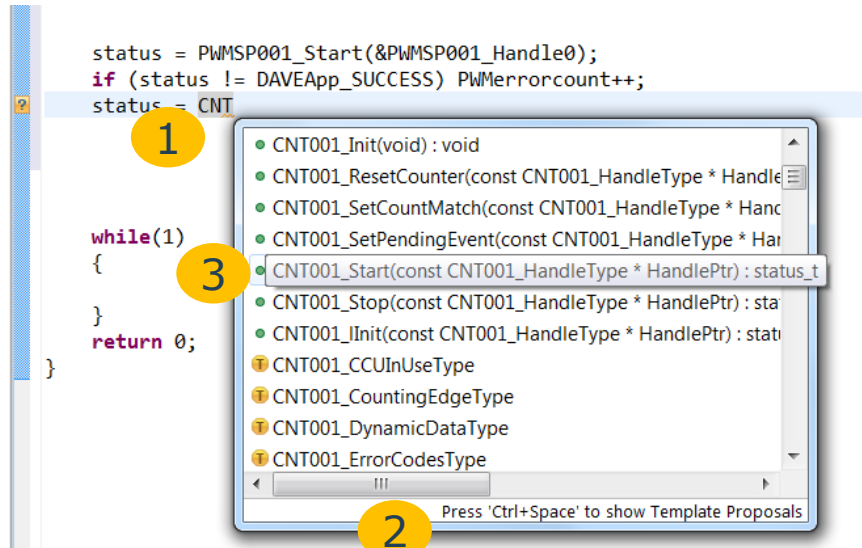 status = PWMSP001_Start(&PWMSP001_Handle0);
if (status != DAVEApp_SUCCESS) PWMerrorcount++;
? status = CNT
1
CNT001_Init(void) : void
CNT001_ResetCounter(const CNT001_HandleType * Handle
CNT001_SetCountMatch(const CNT001_HandleType * Hand
while(1) CNT001_SetPendingEvent(const CNT001_HandleType * Har
{ 3 CNT001_Start(const CNT001_HandleType * HandlePtr) : status_t
} CNT001_Stop(const CNT001_HandleType * HandlePtr) : sta
return 0; CNT001_lInit(const CNT001_HandleType * HandlePtr) : stat
} T CNT001_CCUInUseType
T CNT001_CountingEdgeType
T CNT001_DynamicDataType
T CNT001_ErrorCodesType
Press 'Ctrl+Space' to show Template Proposals
2